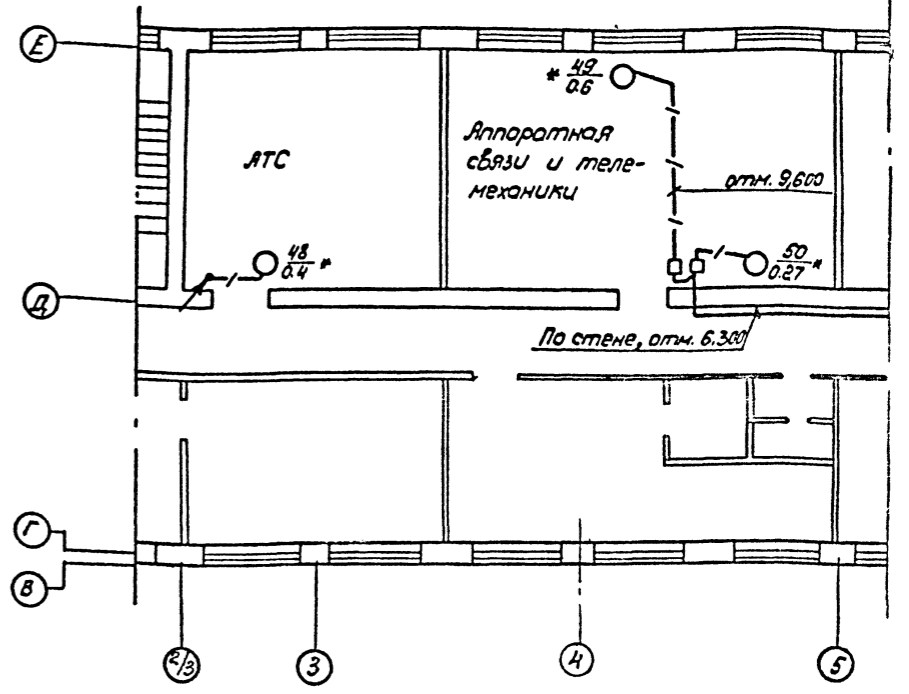 Е
* 49
0.6
Аппаратная
связи и теле-
механики
АТС
отм. 9,600
48 *
0.4
50 *
0.27
Д
По стене, отм. 6.300
Г
В
2/3
3
4
5